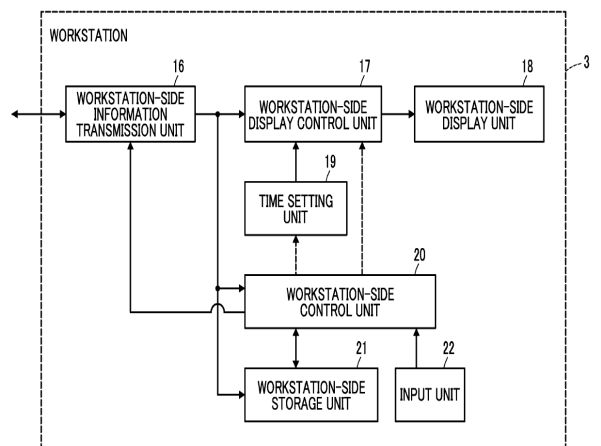 WORKSTATION
3
16
WORKSTATION-SIDE
INFORMATION
TRANSMISSION UNIT
17
WORKSTATION-SIDE
DISPLAY CONTROL UNIT
18
WORKSTATION-SIDE
DISPLAY UNIT
19
TIME SETTING
UNIT
20
WORKSTATION-SIDE
CONTROL UNIT
21
WORKSTATION-SIDE
STORAGE UNIT
22
INPUT UNIT